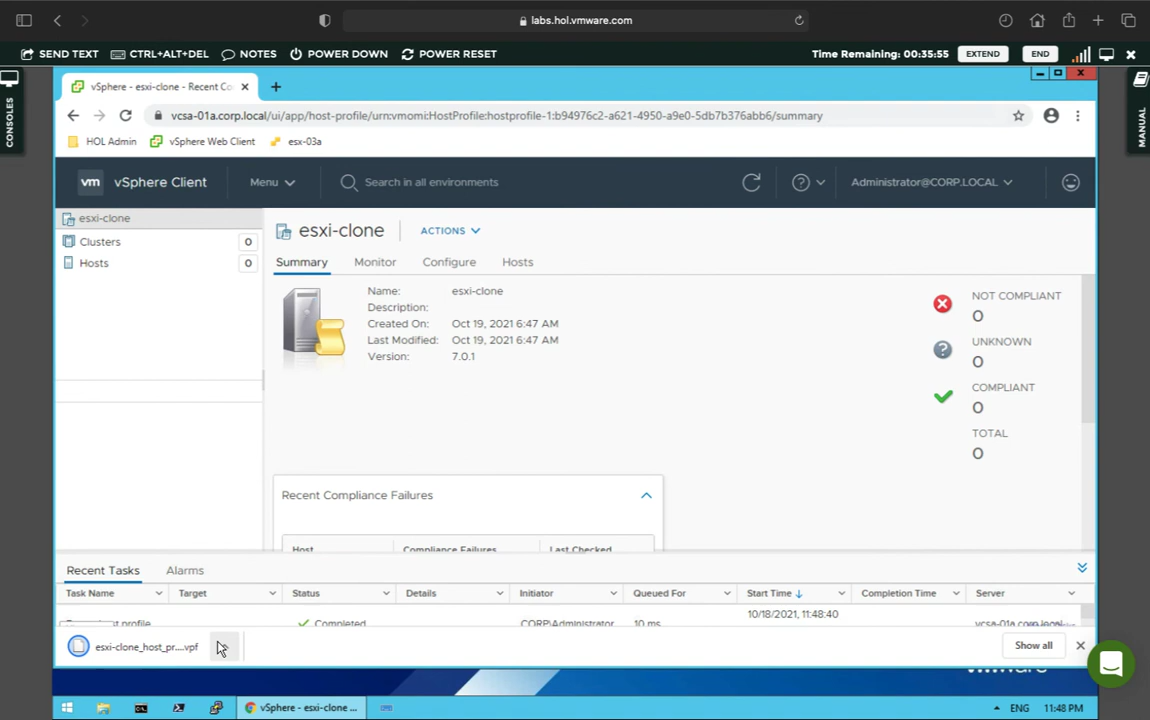 labs.hol.vmware.com
SEND TEXT CTRL+ALT+DEL NOTES POWER DOWN POWER RESET Time Remaining: 00:35:55 EXTEND END
CONSOLES
MANUAL
vSphere - esxi-clone - Recent Co
vcsa-01a.corp.local/ui/app/host-profile/urn:vmomi:HostProfile:hostprofile-1:b94976c2-a621-4950-a9e0-5db7b376abb6/summary
HOL Admin vSphere Web Client esx-03a
vm vSphere Client Menu Search in all environments Administrator@CORP.LOCAL
esxi-clone
Clusters 0
Hosts 0
esxi-clone ACTIONS
Summary Monitor Configure Hosts
Name: esxi-clone
Description:
Created On: Oct 19, 2021 6:47 AM
Last Modified: Oct 19, 2021 6:47 AM
Version: 7.0.1
NOT COMPLIANT
0
UNKNOWN
0
COMPLIANT
0
TOTAL
0
Recent Compliance Failures
Host Compliance Failures Last Checked
Recent Tasks Alarms
Task Name Target Status Details Initiator Queued For Start Time Completion Time Server
10/18/2021, 11:48:40
host profile Completed CORP\Administrator 10 ms vcsa-01a.corp.local
esxi-clone_host_pr....vpf Show all
vmware
vSphere - esxi-clone ... ENG 11:48 PM